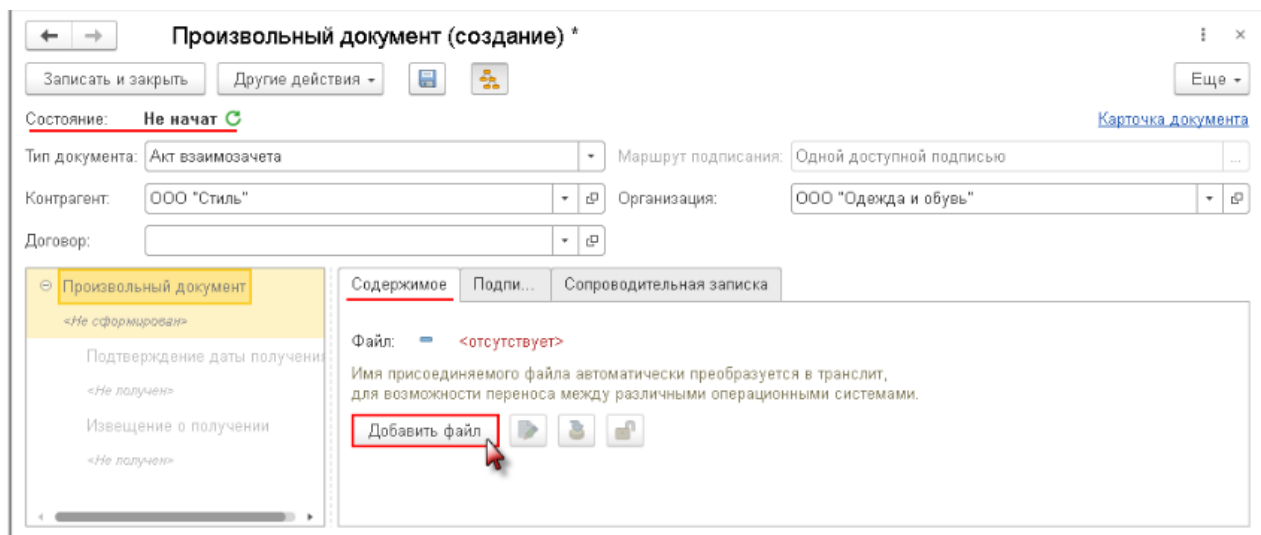 Произвольный документ (создание) *
Записать и закрыть Другие действия Еще
Состояние: Не начат Карточка документа
Тип документа: Акт взаимозачета Маршрут подписания: Одной доступной подписью ...
Контрагент: ООО "Стиль" Организация: ООО "Одежда и обувь"
Договор:
Произвольный документ Содержимое Подпи... Сопроводительная записка
<Не сформирован>
Файл: <отсутствует>
Подтверждение даты получения
Имя присоединяемого файла автоматически преобразуется в транслит,
<Не получен>
для возможности переноса между различными операционными системами.
Извещение о получении Добавить файл
<Не получен>